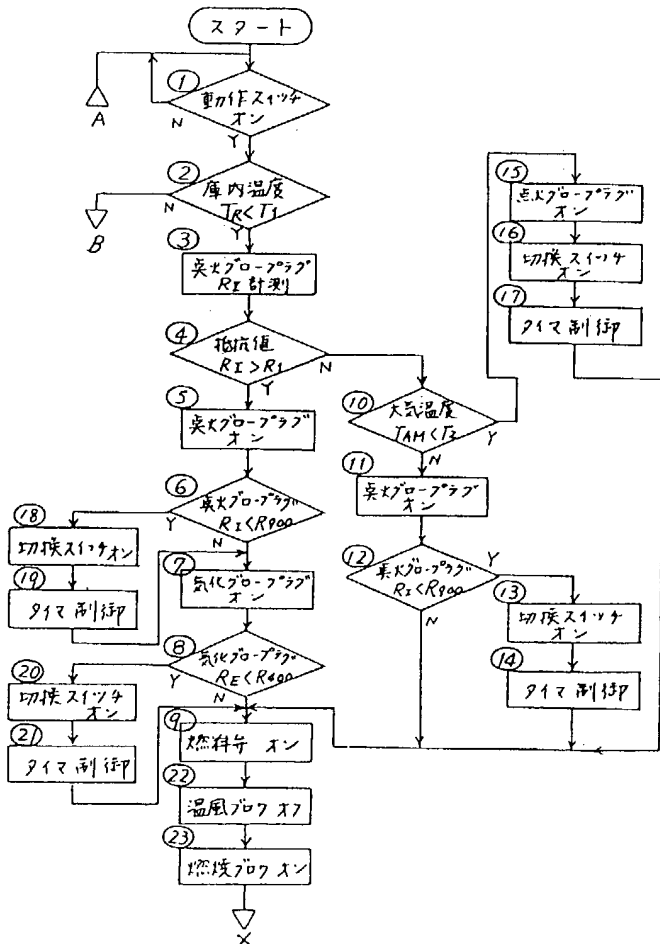 スタート
①
動作スイッチ
オン
N
Y
A
②
庫内温度
TR<T1
N
Y
B
③
点火グロープラグ
RI 計測
④
抵抗値
RI>R1
N
Y
⑤
点火グロープラグ
オン
⑥
点火グロープラグ
RI<R900
Y
N
⑱
切換スイッチオン
⑲
タイマ制御
⑦
気化グロープラグ
オン
⑧
気化グロープラグ
RE<R900
Y
N
⑳
切換スイッチ
オン
㉑
タイマ制御
⑨
燃料弁 オン
㉒
温風ブロワ オフ
㉓
燃焼ブロワ オン
X
⑩
大気温度
TAM<T2
Y
N
⑪
点火グロープラグ
オン
⑫
点火グロープラグ
RI<R900
Y
N
⑬
切換スイッチ
オン
⑭
タイマ制御
⑮
点火グロープラグ
オン
⑯
切換スイッチ
オン
⑰
タイマ制御